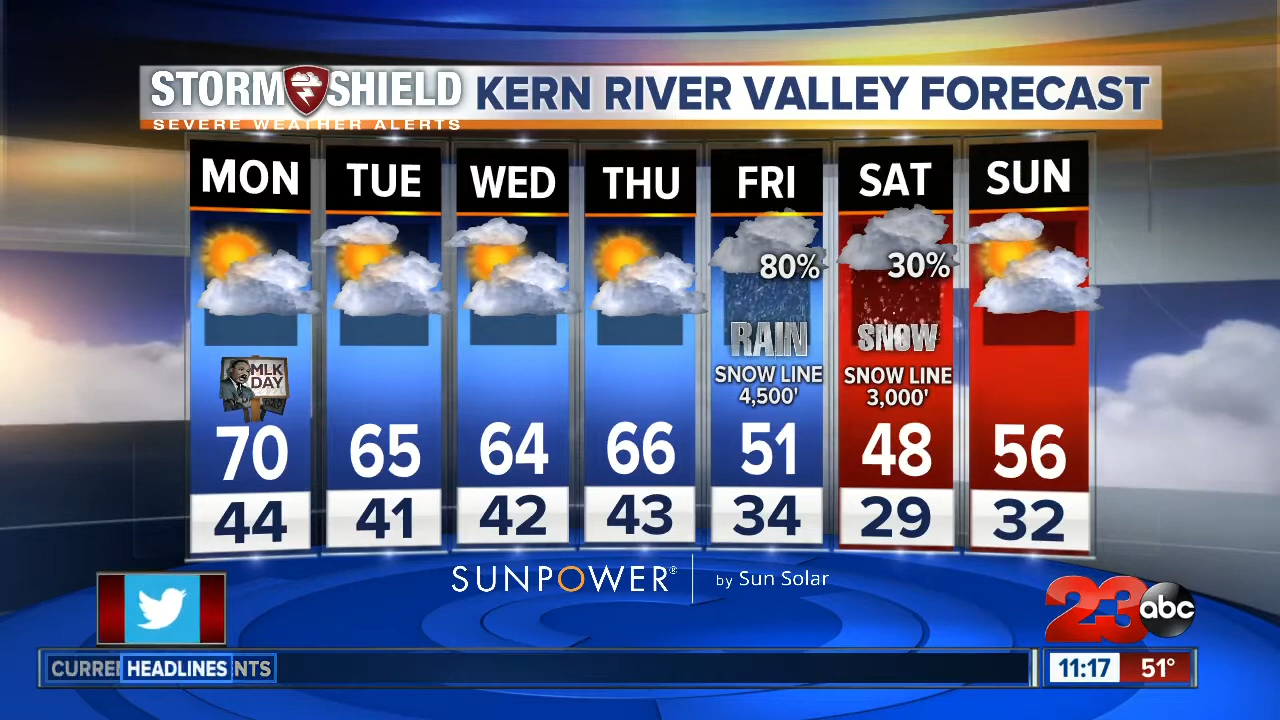 STORM SHIELD KERN RIVER VALLEY FORECAST
SEVERE WEATHER ALERTS
MON TUE WED THU FRI SAT SUN
80% 30%
RAIN SNOW
MLK
DAY
SNOW LINE
4,500'
SNOW LINE
3,000'
70 65 64 66 51 48 56
44 41 42 43 34 29 32
SUNPOWER® by Sun Solar
23 abc
CURRE HEADLINES NTS
11:17 51°